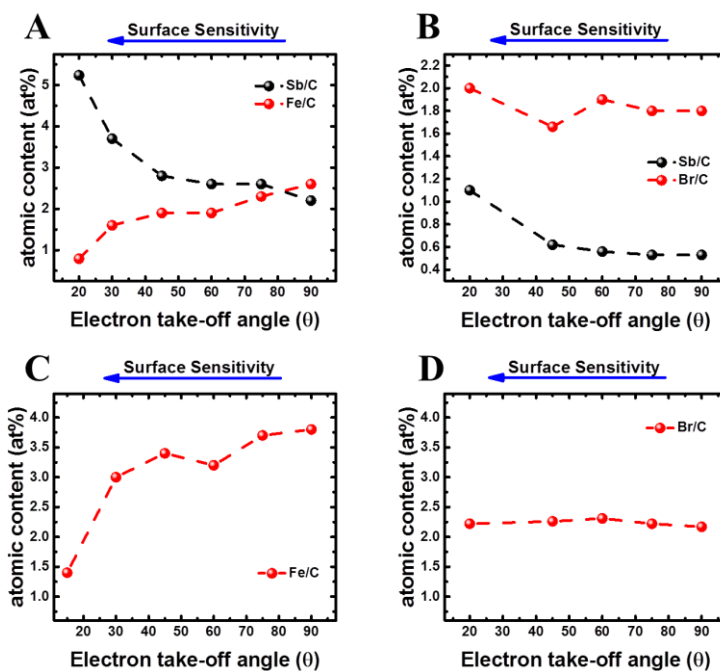 A
Surface Sensitivity
Sb/C
Fe/C
atomic content (at%)
5
4
3
2
1
20 30 40 50 60 70 80 90
Electron take-off angle (θ)
B
Surface Sensitivity
Sb/C
Br/C
atomic content (at%)
2.2
2.0
1.8
1.6
1.4
1.2
1.0
0.8
0.6
0.4
20 30 40 50 60 70 80 90
Electron take-off angle (θ)
C
Surface Sensitivity
Fe/C
atomic content (at%)
4.0
3.5
3.0
2.5
2.0
1.5
1.0
20 30 40 50 60 70 80 90
Electron take-off angle (θ)
D
Surface Sensitivity
Br/C
atomic content (at%)
4.0
3.5
3.0
2.5
2.0
1.5
1.0
20 30 40 50 60 70 80 90
Electron take-off angle (θ)